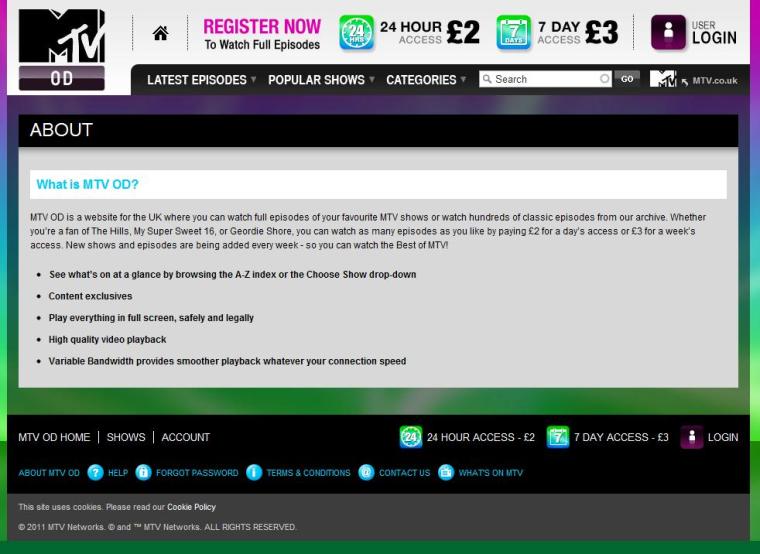 MTV
OD
REGISTER NOW
To Watch Full Episodes
24 HRS
24 HOUR ACCESS £2
7 DAYS
7 DAY ACCESS £3
USER LOGIN
LATEST EPISODES
POPULAR SHOWS
CATEGORIES
Search
GO
MTV MTV.co.uk
ABOUT
What is MTV OD?
MTV OD is a website for the UK where you can watch full episodes of your favourite MTV shows or watch hundreds of classic episodes from our archive. Whether
you're a fan of The Hills, My Super Sweet 16, or Geordie Shore, you can watch as many episodes as you like by paying £2 for a day's access or £3 for a week's
access. New shows and episodes are being added every week - so you can watch the Best of MTV!
• See what's on at a glance by browsing the A-Z index or the Choose Show drop-down
• Content exclusives
• Play everything in full screen, safely and legally
• High quality video playback
• Variable Bandwidth provides smoother playback whatever your connection speed
MTV OD HOME | SHOWS | ACCOUNT
24 24 HOUR ACCESS - £2
7 7 DAY ACCESS - £3
LOGIN
ABOUT MTV OD ? HELP FORGOT PASSWORD i TERMS & CONDITIONS @ CONTACT US WHAT'S ON MTV
This site uses cookies. Please read our Cookie Policy
© 2011 MTV Networks. © and ™ MTV Networks. ALL RIGHTS RESERVED.